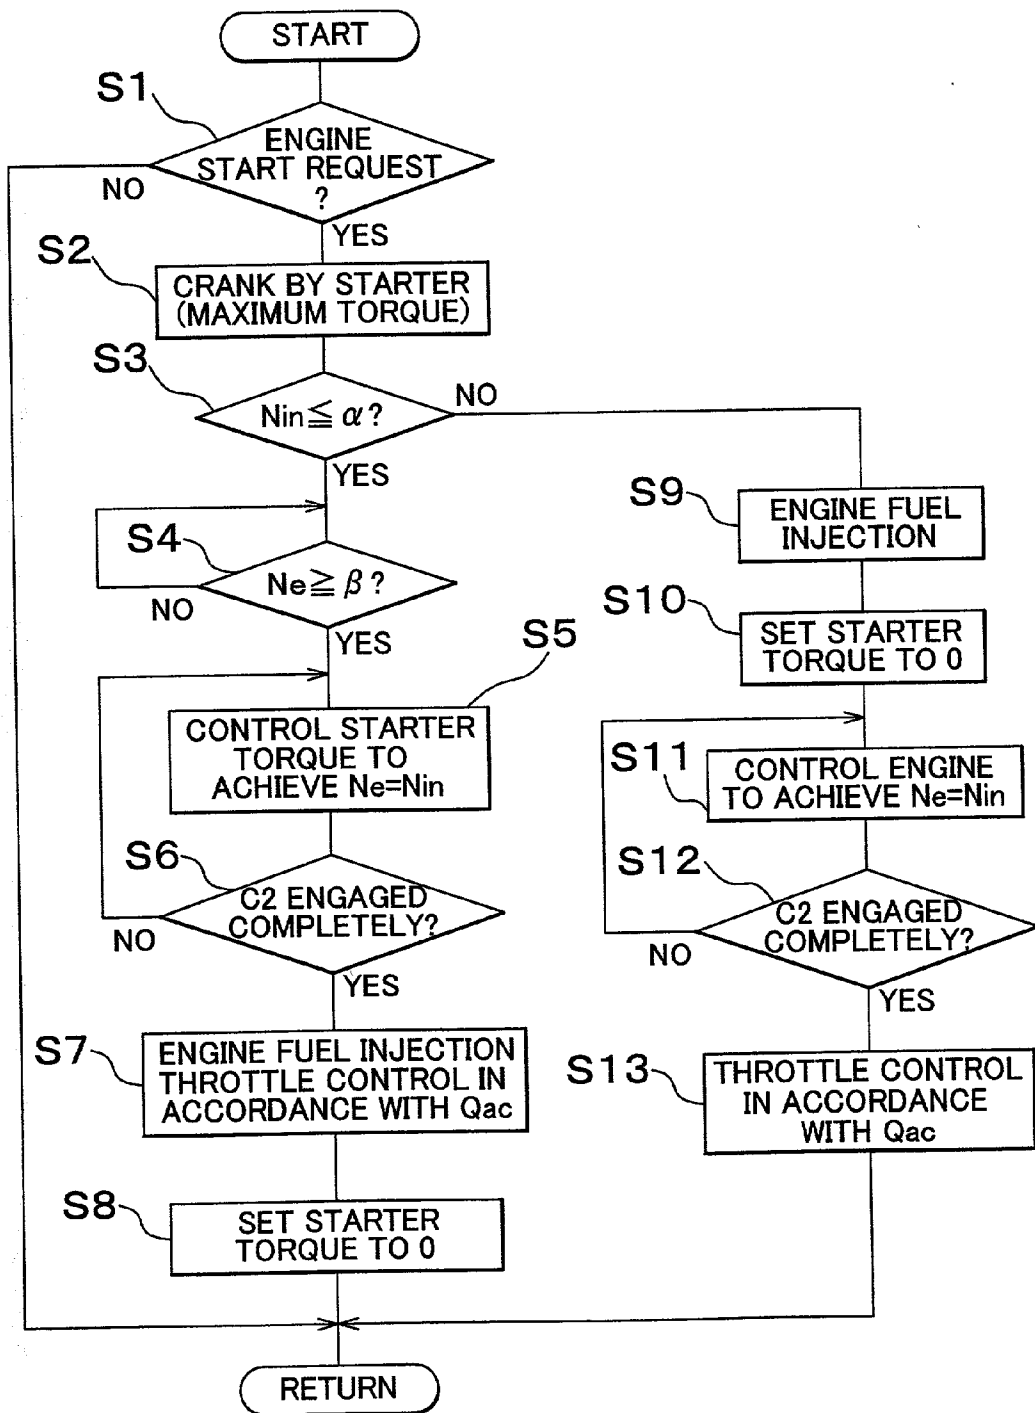 START
S1
ENGINE
START REQUEST
?
NO
YES
S2
CRANK BY STARTER
(MAXIMUM TORQUE)
S3
Nin≦ α?
NO
YES
S4
Ne≧ β?
NO
YES
S5
CONTROL STARTER
TORQUE TO
ACHIEVE Ne=Nin
S6
C2 ENGAGED
COMPLETELY?
NO
YES
S7
ENGINE FUEL INJECTION
THROTTLE CONTROL IN
ACCORDANCE WITH Qac
S8
SET STARTER
TORQUE TO 0
S9
ENGINE FUEL
INJECTION
S10
SET STARTER
TORQUE TO 0
S11
CONTROL ENGINE
TO ACHIEVE Ne=Nin
S12
C2 ENGAGED
COMPLETELY?
NO
YES
S13
THROTTLE CONTROL
IN ACCORDANCE
WITH Qac
RETURN